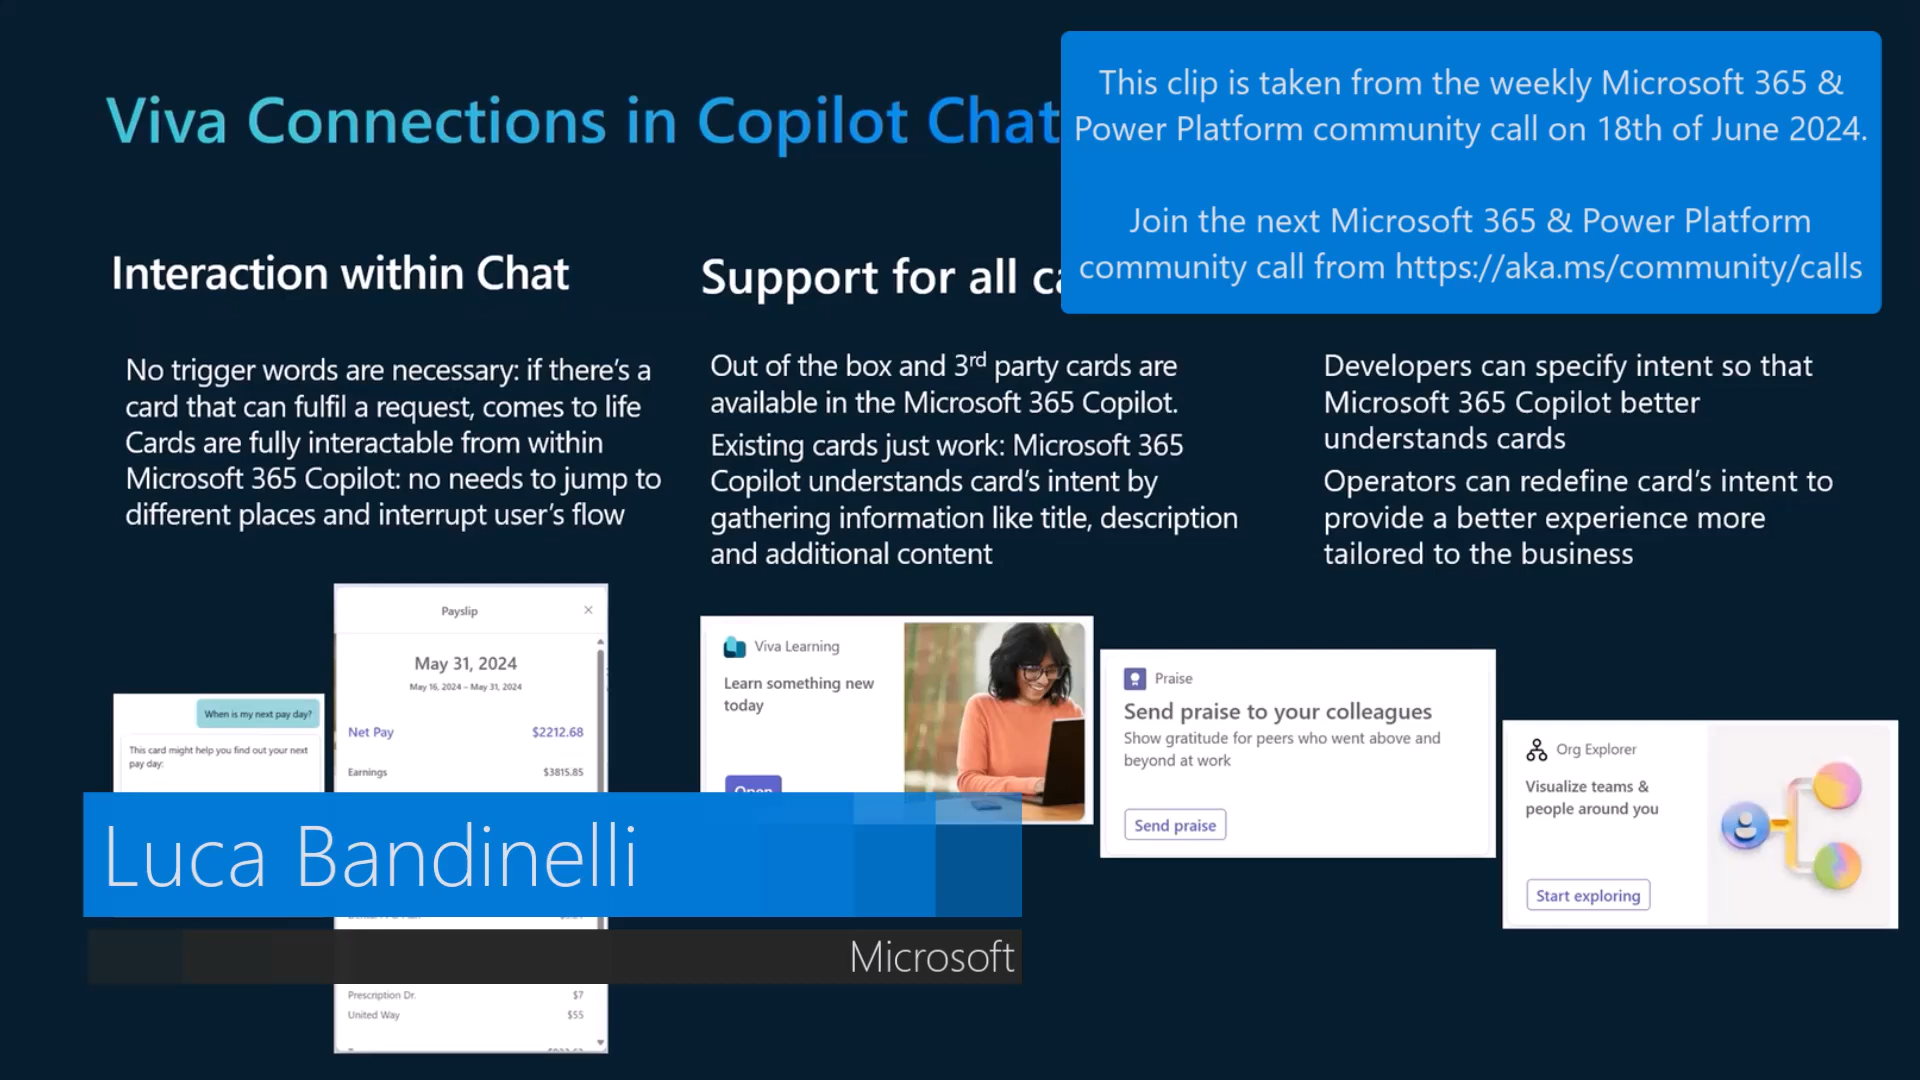 Viva Connections in Copilot Chat
This clip is taken from the weekly Microsoft 365 &
Power Platform community call on 18th of June 2024.
Join the next Microsoft 365 & Power Platform
community call from https://aka.ms/community/calls
Interaction within Chat
No trigger words are necessary: if there's a
card that can fulfil a request, comes to life
Cards are fully interactable from within
Microsoft 365 Copilot: no needs to jump to
different places and interrupt user's flow
Support for all
Out of the box and 3rd party cards are
available in the Microsoft 365 Copilot.
Existing cards just work: Microsoft 365
Copilot understands card's intent by
gathering information like title, description
and additional content
Developers can specify intent so that
Microsoft 365 Copilot better
understands cards
Operators can redefine card's intent to
provide a better experience more
tailored to the business
When is my next pay day?
This card might help you find out your next
pay day:
Payslip
May 31, 2024
May 16, 2024 – May 31, 2024
Net Pay $2212.68
Earnings $3815.85
Prescription Dr. $7
United Way $55
Viva Learning
Learn something new
today
Open
Praise
Send praise to your colleagues
Show gratitude for peers who went above and
beyond at work
Send praise
Org Explorer
Visualize teams &
people around you
Start exploring
Luca Bandinelli
Microsoft